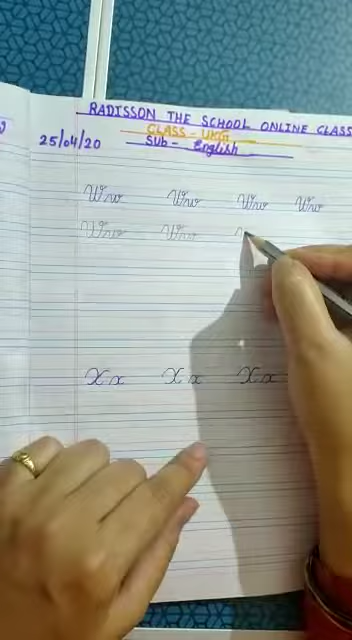 RADISSON THE SCHOOL ONLINE CLASS
CLASS - UKG
25/04/20 SUB - English
Ww Ww Ww Ww
Ww Ww
Xx Xx Xx